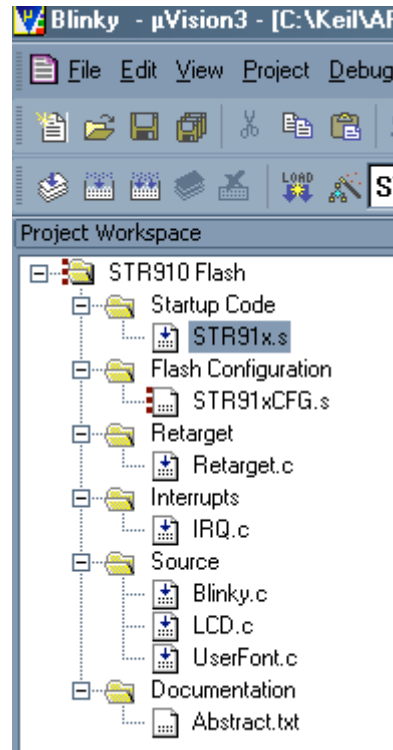 Blinky - µVision3 - [C:\Keil\AF
File Edit View Project Debug
LOAD S
Project Workspace
STR910 Flash
Startup Code
STR91x.s
Flash Configuration
STR91xCFG.s
Retarget
Retarget.c
Interrupts
IRQ.c
Source
Blinky.c
LCD.c
UserFont.c
Documentation
Abstract.txt